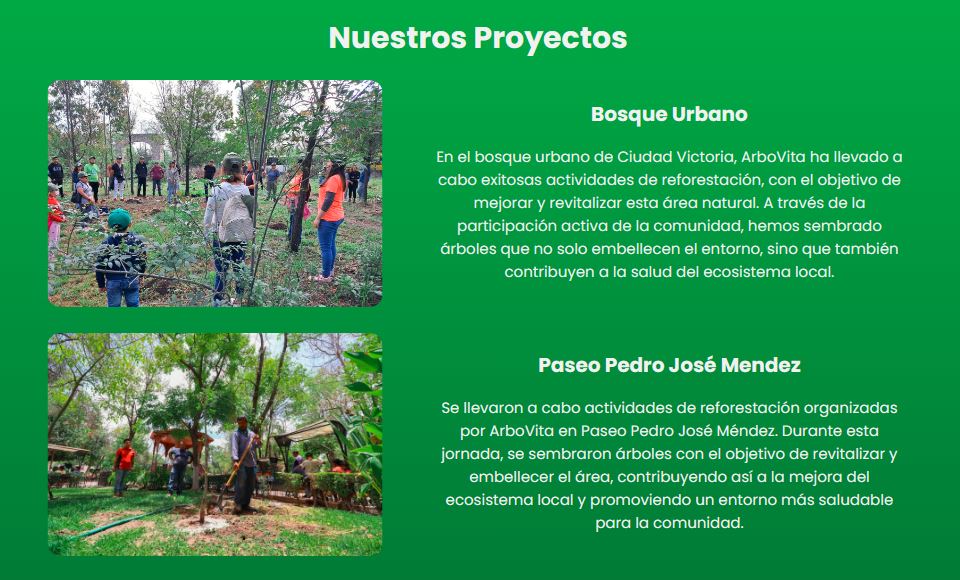 Nuestros Proyectos
Bosque Urbano
En el bosque urbano de Ciudad Victoria, ArboVita ha llevado a
cabo exitosas actividades de reforestación, con el objetivo de
mejorar y revitalizar esta área natural. A través de la
participación activa de la comunidad, hemos sembrado
árboles que no solo embellecen el entorno, sino que también
contribuyen a la salud del ecosistema local.
Paseo Pedro José Mendez
Se llevaron a cabo actividades de reforestación organizadas
por ArboVita en Paseo Pedro José Méndez. Durante esta
jornada, se sembraron árboles con el objetivo de revitalizar y
embellecer el área, contribuyendo así a la mejora del
ecosistema local y promoviendo un entorno más saludable
para la comunidad.